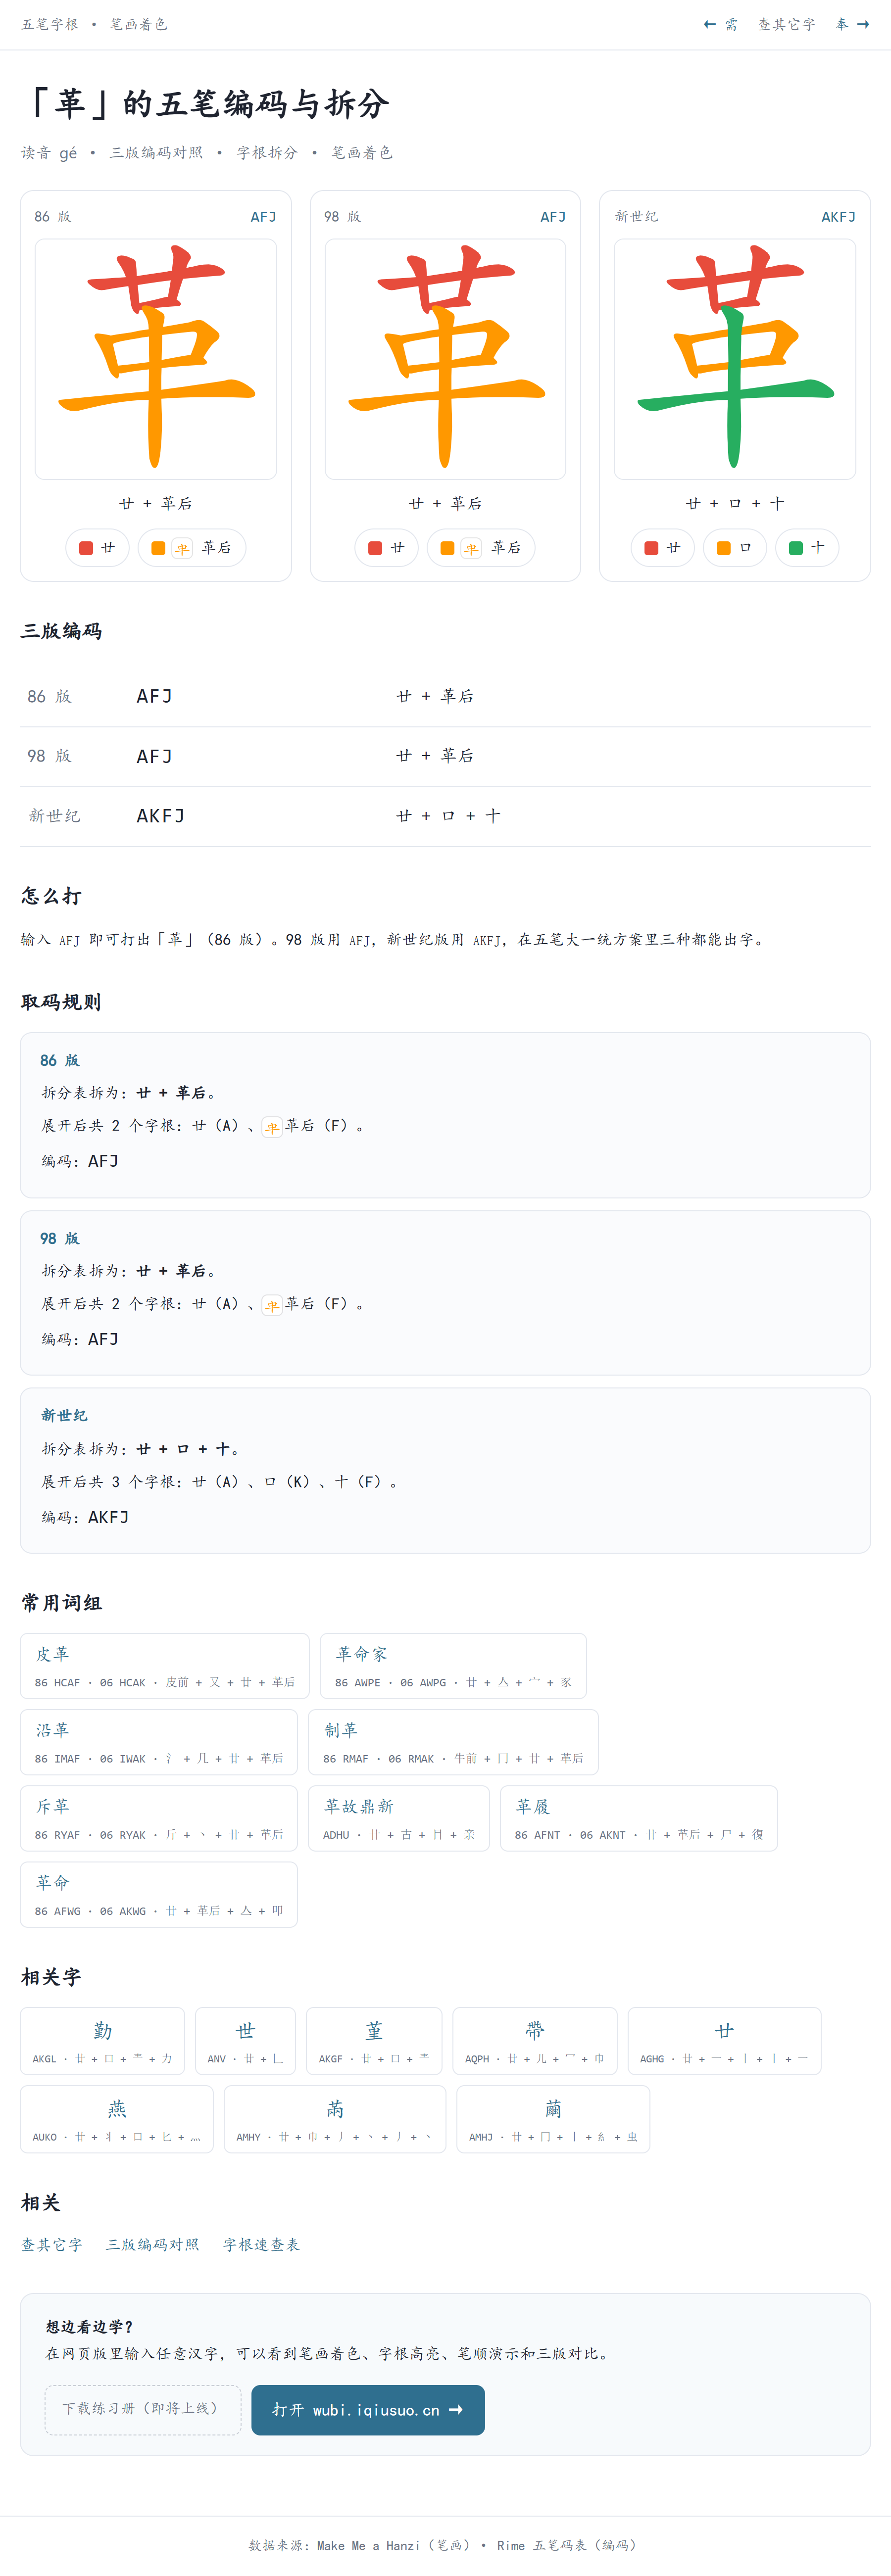 五笔字根 • 笔画着色
← 需 查其它字 奉 →
「革」的五笔编码与拆分
读音 gé • 三版编码对照 • 字根拆分 • 笔画着色
86 版 AFJ
革
廿 + 革后
廿 革后
98 版 AFJ
革
廿 + 革后
廿 革后
新世纪 AKFJ
革
廿 + 口 + 十
廿 口 十
三版编码
86 版 AFJ 廿 + 革后
98 版 AFJ 廿 + 革后
新世纪 AKFJ 廿 + 口 + 十
怎么打
输入 AFJ 即可打出「革」（86 版）。98 版用 AFJ，新世纪版用 AKFJ，在五笔大一统方案里三种都能出字。
取码规则
86 版
拆分表拆为：廿 + 革后。
展开后共 2 个字根：廿（A）、革后（F）。
编码：AFJ
98 版
拆分表拆为：廿 + 革后。
展开后共 2 个字根：廿（A）、革后（F）。
编码：AFJ
新世纪
拆分表拆为：廿 + 口 + 十。
展开后共 3 个字根：廿（A）、口（K）、十（F）。
编码：AKFJ
常用词组
皮革
86 HCAF · 06 HCAK · 皮前 + 又 + 廿 + 革后
革命家
86 AWPE · 06 AWPG · 廿 + 亼 + 宀 + 豕
沿革
86 IMAF · 06 IWAK · 氵 + 几 + 廿 + 革后
制革
86 RMAF · 06 RMAK · 牛前 + 冂 + 廿 + 革后
斥革
86 RYAF · 06 RYAK · 斤 + 丶 + 廿 + 革后
革故鼎新
ADHU · 廿 + 古 + 目 + 亲
革履
86 AFNT · 06 AKNT · 廿 + 革后 + 尸 + 復
革命
86 AFWG · 06 AKWG · 廿 + 革后 + 亼 + 叩
相关字
勤
AKGL · 廿 + 口 + 龶 + 力
世
ANV · 廿 + 乚
堇
AKGF · 廿 + 口 + 龶
帶
AQPH · 廿 + 儿 + 冖 + 巾
廿
AGHG · 廿 + 一 + 丨 + 丨 + 一
燕
AUKO · 廿 + 丬 + 口 + 匕 + 灬
苚
AMHY · 廿 + 巾 + 丿 + 丶 + 丿 + 丶
繭
AMHJ · 廿 + 冂 + 丨 + 糹 + 虫
相关
查其它字 三版编码对照 字根速查表
想边看边学？
在网页版里输入任意汉字，可以看到笔画着色、字根高亮、笔顺演示和三版对比。
下载练习册（即将上线） 打开 wubi.iqiusuo.cn →
数据来源：Make Me a Hanzi（笔画）• Rime 五笔码表（编码）